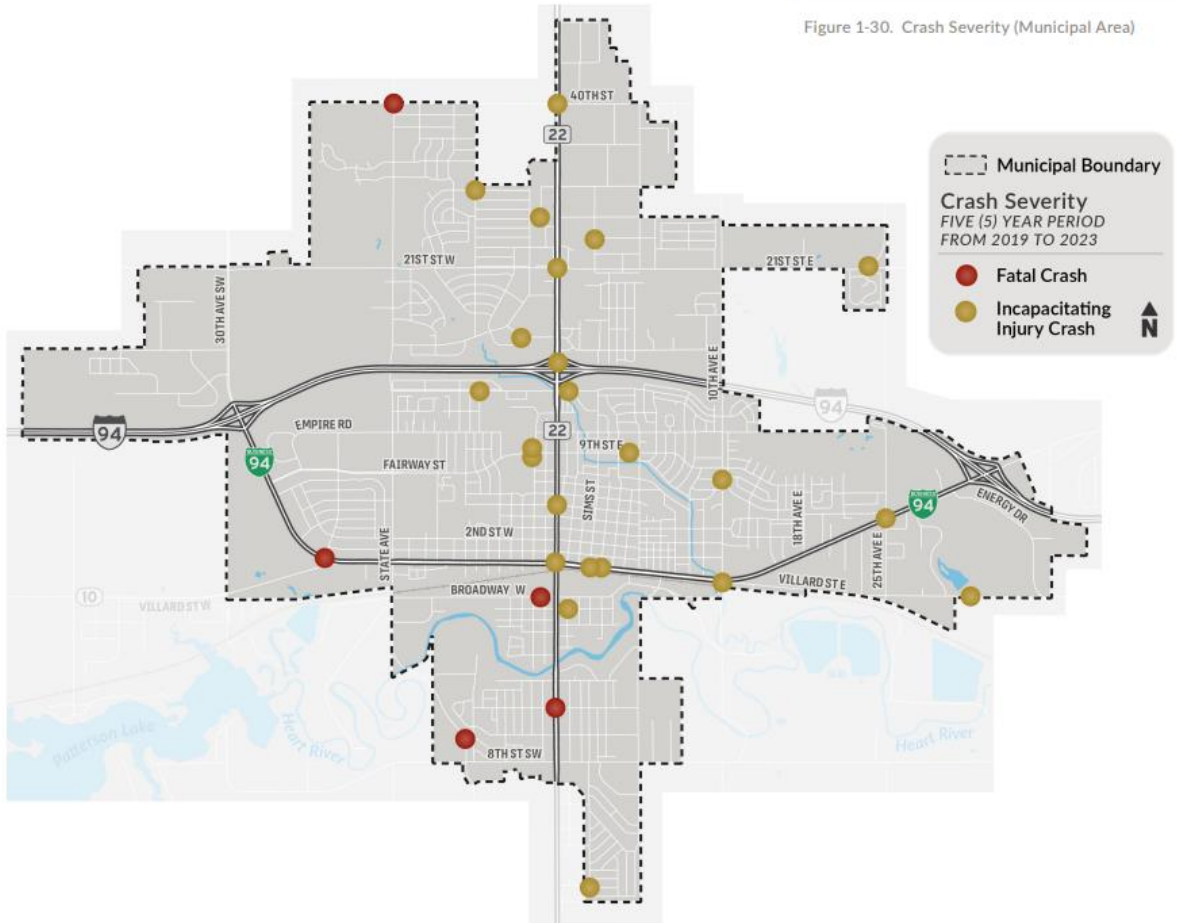 Figure 1-30. Crash Severity (Municipal Area)
40TH ST
22
Municipal Boundary
Crash Severity
FIVE (5) YEAR PERIOD
FROM 2019 TO 2023
Fatal Crash
Incapacitating
Injury Crash
N
21ST ST W
21ST ST E
30TH AVE SW
10TH AVE E
94
94
EMPIRE RD
22
9TH ST E
BUSINESS
94
FAIRWAY ST
SIMS ST
18TH AVE E
BUSINESS
94
ENERGY DR
2ND ST W
STATE AVE
25TH AVE E
BROADWAY W
VILLARD ST E
10
VILLARD ST W
Patterson Lake
Heart River
Heart River
8TH ST SW